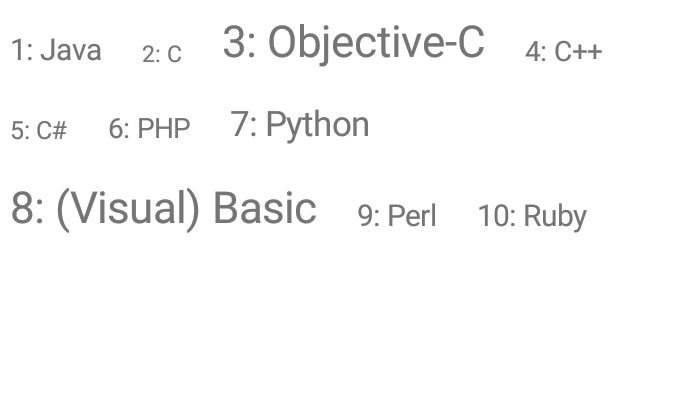 1: Java 2: C 3: Objective-C 4: C++
5: C# 6: PHP 7: Python
8: (Visual) Basic 9: Perl 10: Ruby